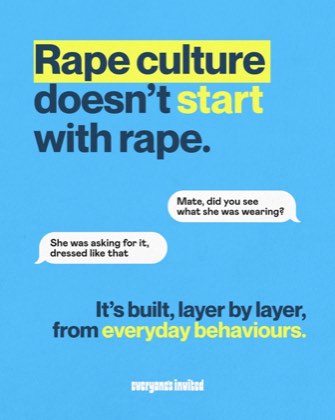 Rape culture
doesn't start
with rape.
Mate, did you see
what she was wearing?
She was asking for it,
dressed like that
It's built, layer by layer,
from everyday behaviours.
everyone's invited